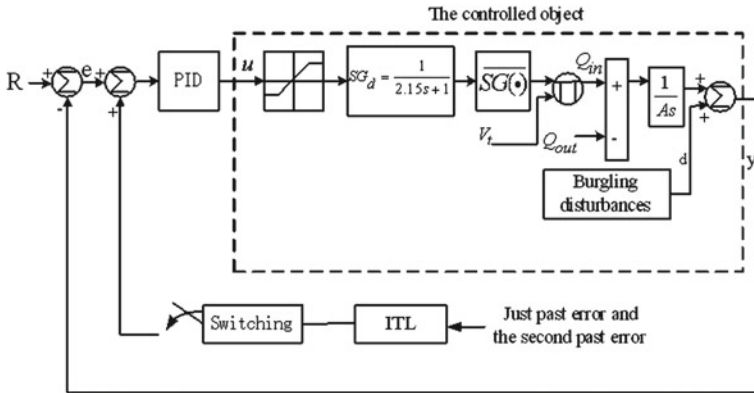 The controlled object
R
+
-
e
+
+
PID
u
SG_d = 1 / 2.15s + 1
SG(•)
V_t
Q_in
Q_out
+
-
1 / As
+
+
d
y
Burgling
disturbances
Switching
ITL
Just past error and
the second past error